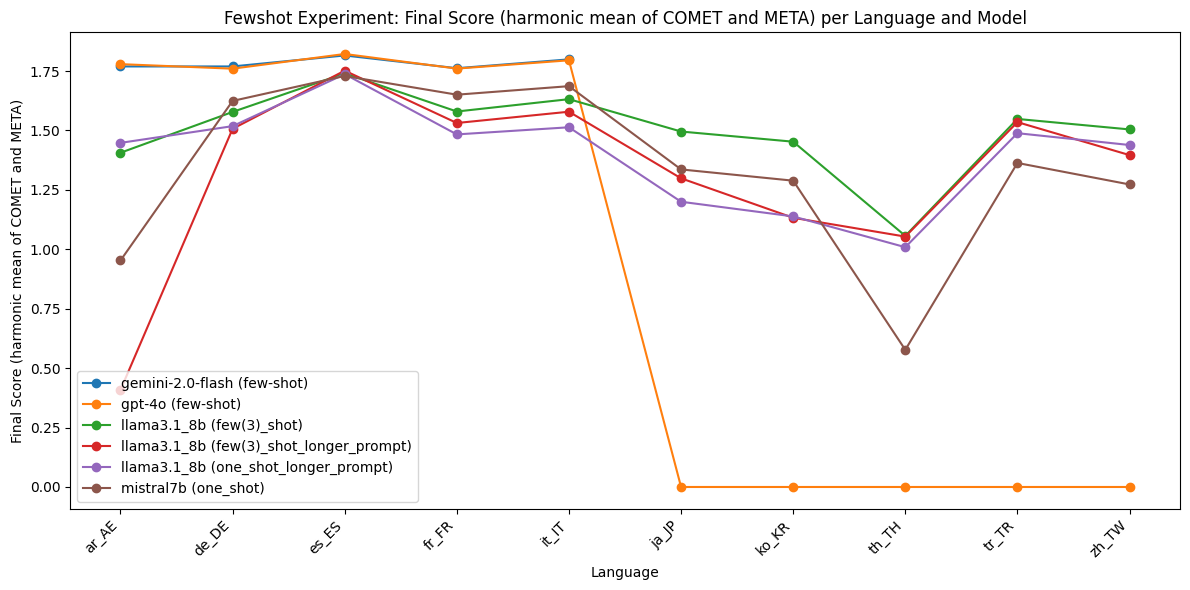 Fewshot Experiment: Final Score (harmonic mean of COMET and META) per Language and Model
Final Score (harmonic mean of COMET and META)
1.75
1.50
1.25
1.00
0.75
0.50
0.25
0.00
gemini-2.0-flash (few-shot)
gpt-4o (few-shot)
llama3.1_8b (few(3)_shot)
llama3.1_8b (few(3)_shot_longer_prompt)
llama3.1_8b (one_shot_longer_prompt)
mistral7b (one_shot)
ar_AE
de_DE
es_ES
fr_FR
it_IT
ja_JP
ko_KR
th_TH
tr_TR
zh_TW
Language